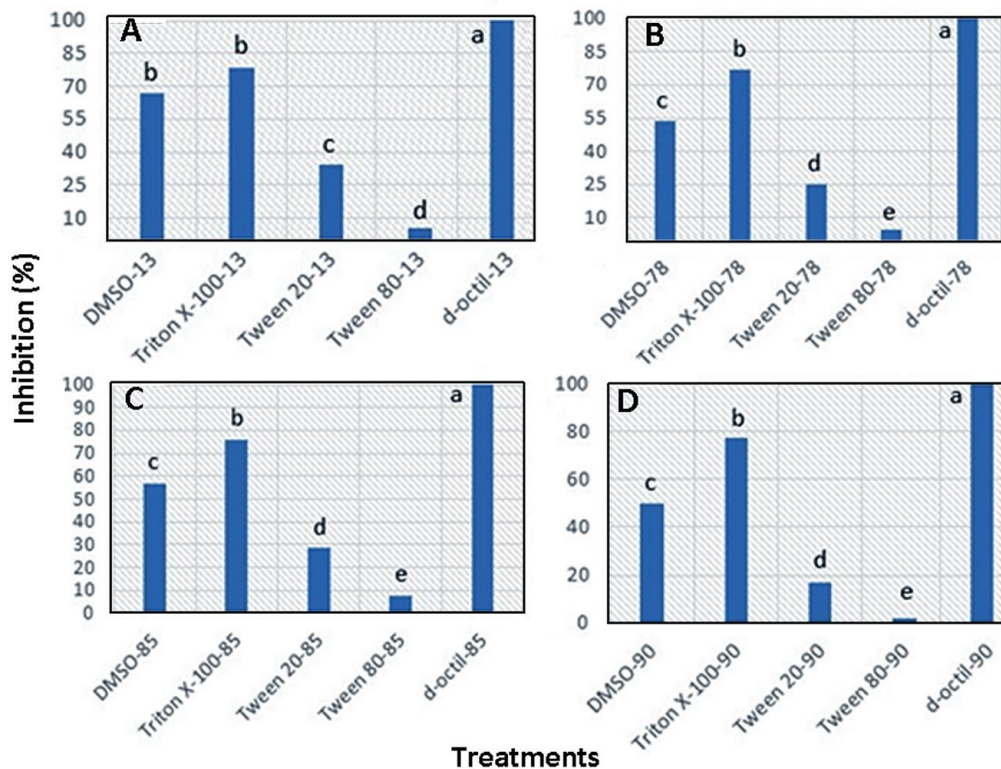 Inhibition (%)
A
100
85
70
55
40
25
10
b
b
c
d
a
DMSO-13
Triton X-100-13
Tween 20-13
Tween 80-13
d-octil-13
B
100
85
70
55
40
25
10
c
b
d
e
a
DMSO-78
Triton X-100-78
Tween 20-78
Tween 80-78
d-octil-78
C
100
90
80
70
60
50
40
30
20
10
0
c
b
d
e
a
DMSO-85
Triton X-100-85
Tween 20-85
Tween 80-85
d-octil-85
D
100
80
60
40
20
0
c
b
d
e
a
DMSO-90
Triton X-100-90
Tween 20-90
Tween 80-90
d-octil-90
Treatments